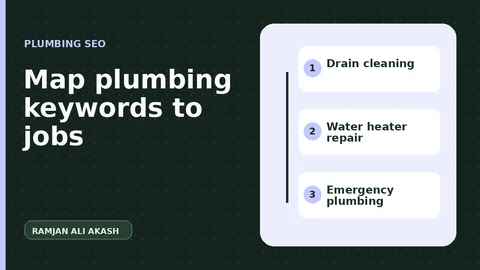 PLUMBING SEO
Map plumbing
keywords to
jobs
RAMJAN ALI AKASH
1 Drain cleaning
2 Water heater
repair
3 Emergency
plumbing